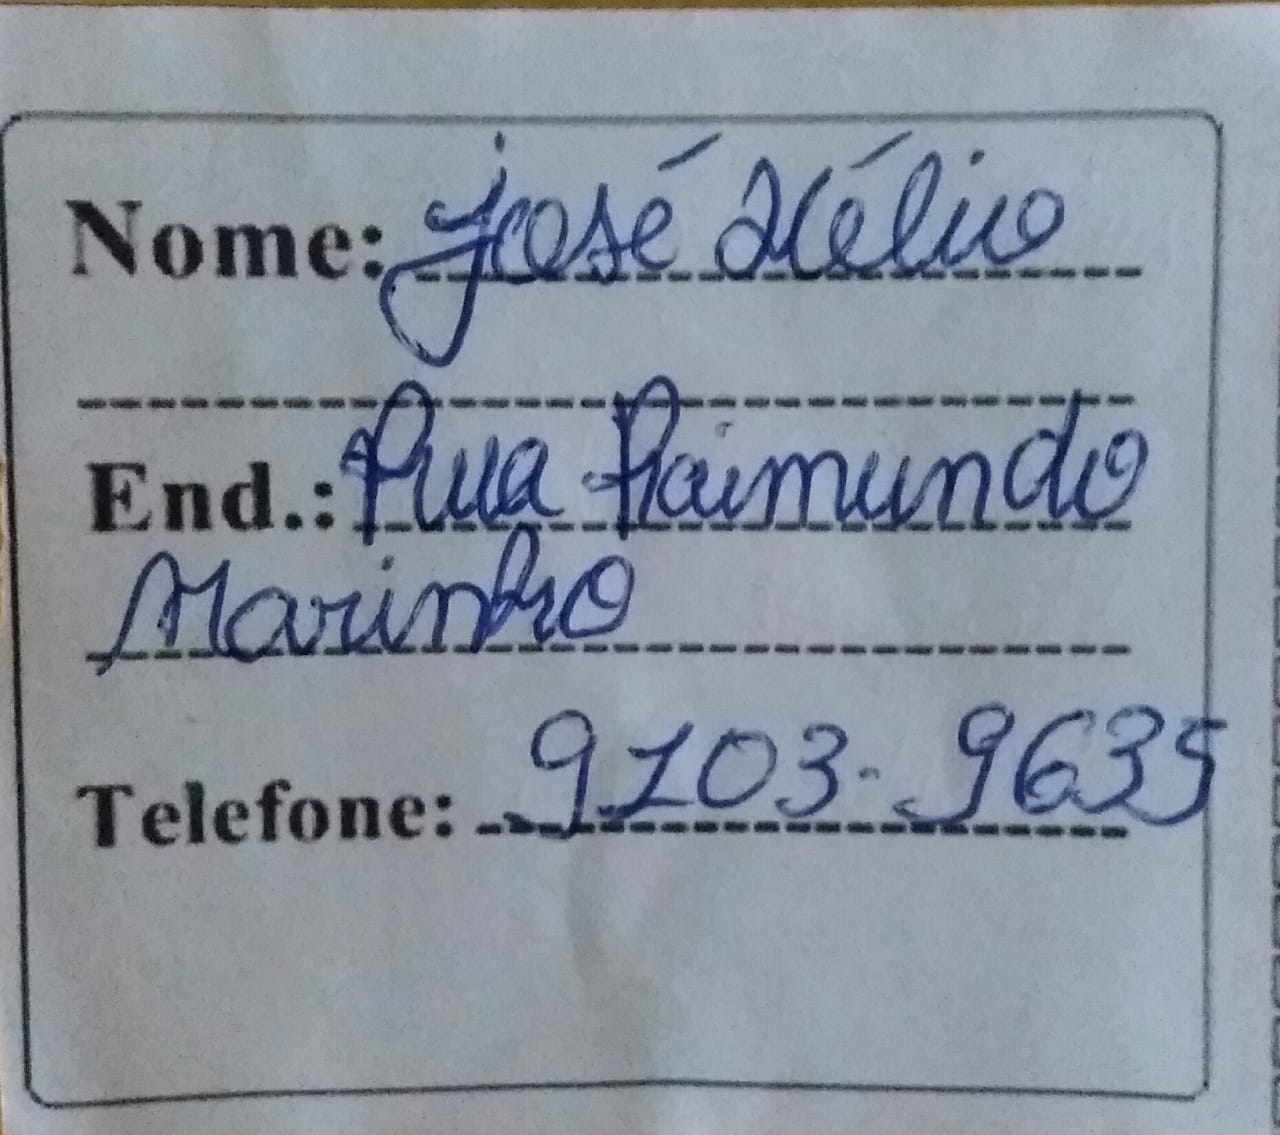 Nome: José Hélio
End.: Rua Raimundo
Marinho
Telefone: 9103-9635